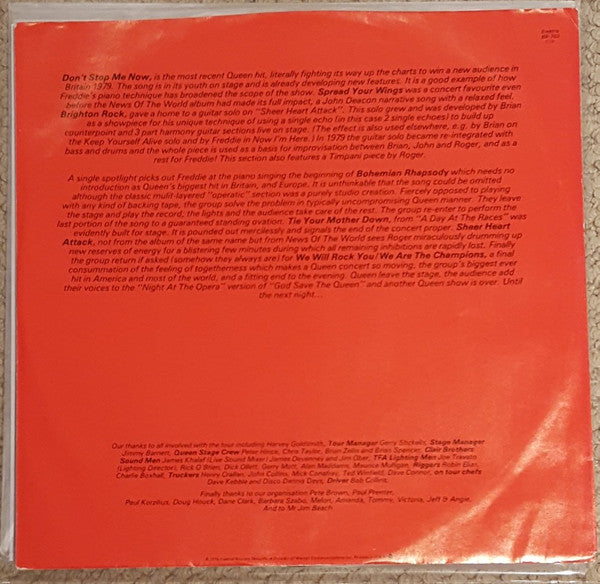 Don't Stop Me Now, is the most recent Queen hit, literally fighting its way up the charts to win a new audience in
Britain 1979. The song is in its youth on stage and is already developing new features. It is a good example of how
Freddie's piano technique has broadened the scope of the show. Spread Your Wings was a concert favourite even
before the News Of The World album had made its full impact, a John Deacon narrative song with a relaxed feel.
Brighton Rock, gave a home to a guitar solo on "Sheer Heart Attack". This solo grew and was developed by Brian
as a showpiece for his unique technique of using a single echo (in this case 2 single echoes) to build up
counterpoint and 3 part harmony guitar sections live on stage. (The effect is also used elsewhere, e.g. by Brian on
the Keep Yourself Alive solo and by Freddie in Now I'm Here.) In 1979 the guitar solo became re-integrated with
bass and drums and the whole piece is used as a basis for improvisation between Brian, John and Roger, and as a
rest for Freddie! This section also features a Timpani piece by Roger.
A single spotlight picks out Freddie at the piano singing the beginning of Bohemian Rhapsody which needs no
introduction as Queen's biggest hit in Britain, and Europe. It is unthinkable that the song could be omitted
although the classic multi-layered "operatic" section was a purely studio creation. Fiercely opposed to playing
with any kind of backing tape, the group solve the problem in typically uncompromising Queen manner. They leave
the stage and play the record; the lights and the audience take care of the rest. The group re-enter to perform the
last portion of the song to a guaranteed standing ovation. Tie Your Mother Down, from "A Day At The Races" was
evidently built for stage. It is pounded out mercilessly and signals the end of the concert proper. Sheer Heart
Attack, not from the album of the same name but from News Of The World sees Roger miraculously drumming up
new reserves of energy for a blistering few minutes during which all remaining inhibitions are rapidly lost. Finally
the group return if asked (somehow they always are) for We Will Rock You/We Are The Champions, a final
consummation of the feeling of togetherness which makes a Queen concert so moving; the group's biggest ever
hit in America and most of the world, and a fitting end to the evening. Queen leave the stage, the audience add
their voices to the "Night At The Opera" version of "God Save The Queen" and another Queen show is over. Until
the next night...
Our thanks to all involved with the tour including Harvey Goldsmith, Tour Manager Gerry Stickells, Stage Manager
Jimmy Barnett, Queen Stage Crew Peter Hince, Chris Taylor, Brian Zellis and Brian Spencer, Clair Brothers
Sound Men James Khalaf (Live Sound Mixer) James Devenney and Jim Ober, TFA Lighting Men Joe Trovato
(Lighting Director), Rick O'Brien, Dick Ollett, Gerry Mott, Alan Maddams, Maurice Mulligan, Riggers Robin Elias,
Charlie Boxhall, Truckers Henry Crallan, John Collins, Mick Conafray, Ted Winfield, Dave Connor, on tour chefs
Dave Kebble and Disco Dennis Days, Driver Bob Collins.
Finally thanks to our organisation Pete Brown, Paul Prenter,
Paul Korzilius, Doug Houck, Dane Clark, Barbara Szabo, Malon, Amanda, Tommy, Victoria, Jeff & Angie,
And to Mr Jim Beach